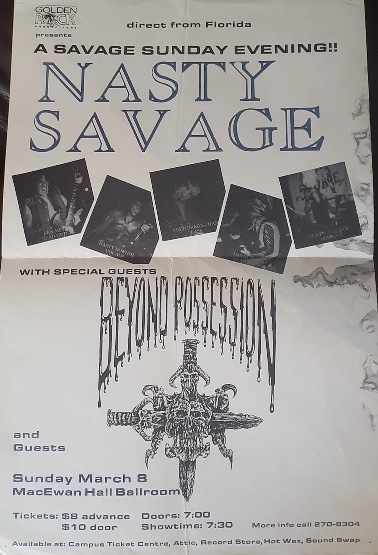 GOLDEN
ROCK
presents
direct from Florida
A SAVAGE SUNDAY EVENING!!
NASTY
SAVAGE
WITH SPECIAL GUESTS
BEYOND POSSESSION
and
Guests
Sunday March 8
MacEwan Hall Ballroom
Tickets: $8 advance Doors: 7:00
$10 door Showtime: 7:30 More info call 270-8304
Available at: Campus Ticket Centre, Attic, Record Store, Hot Wax, Sound Swap